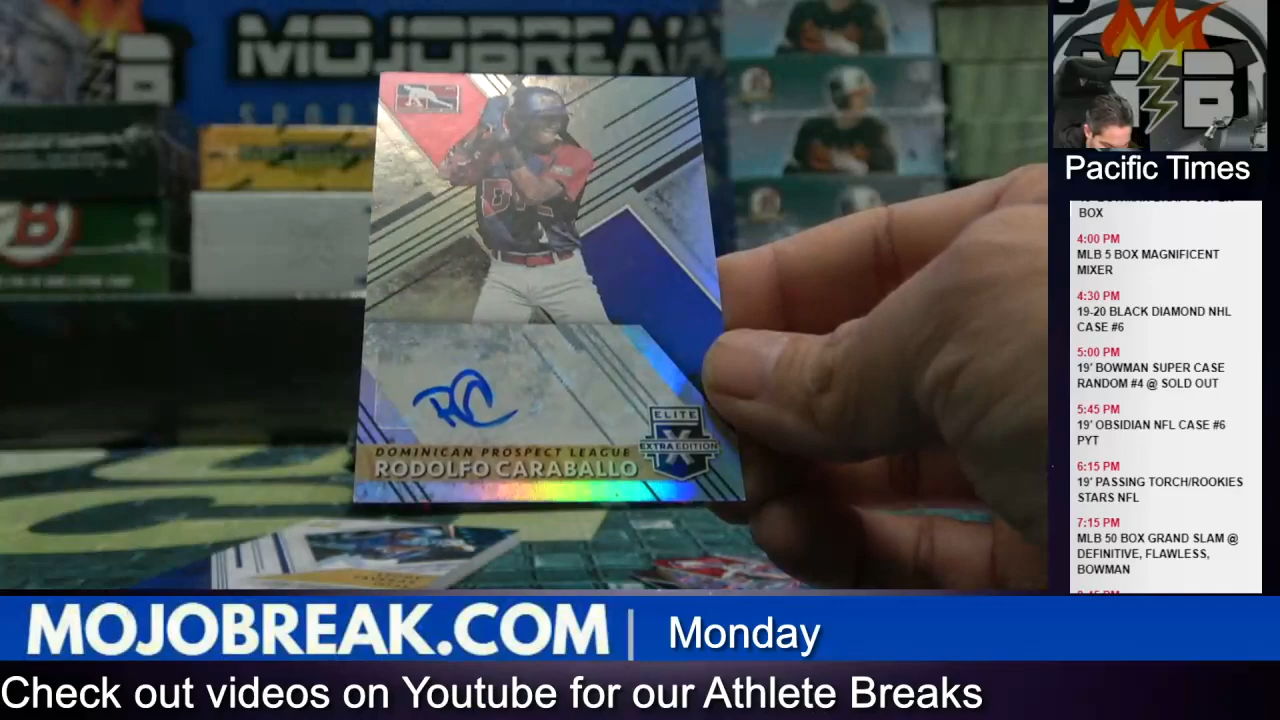 MOJOBREAK
SPOR
MB
B
DPL
RC
ELITE
X
EXTRA EDITION
DOMINICAN PROSPECT LEAGUE
RODOLFO CARABALLO
Pacific Times
BOX
4:00 PM
MLB 5 BOX MAGNIFICENT
MIXER
4:30 PM
19-20 BLACK DIAMOND NHL
CASE #6
5:00 PM
19' BOWMAN SUPER CASE
RANDOM #4 @ SOLD OUT
5:45 PM
19' OBSIDIAN NFL CASE #6
PYT
6:15 PM
19' PASSING TORCH/ROOKIES
STARS NFL
7:15 PM
MLB 50 BOX GRAND SLAM @
DEFINITIVE, FLAWLESS,
BOWMAN
MOJOBREAK.COM | Monday
Check out videos on Youtube for our Athlete Breaks